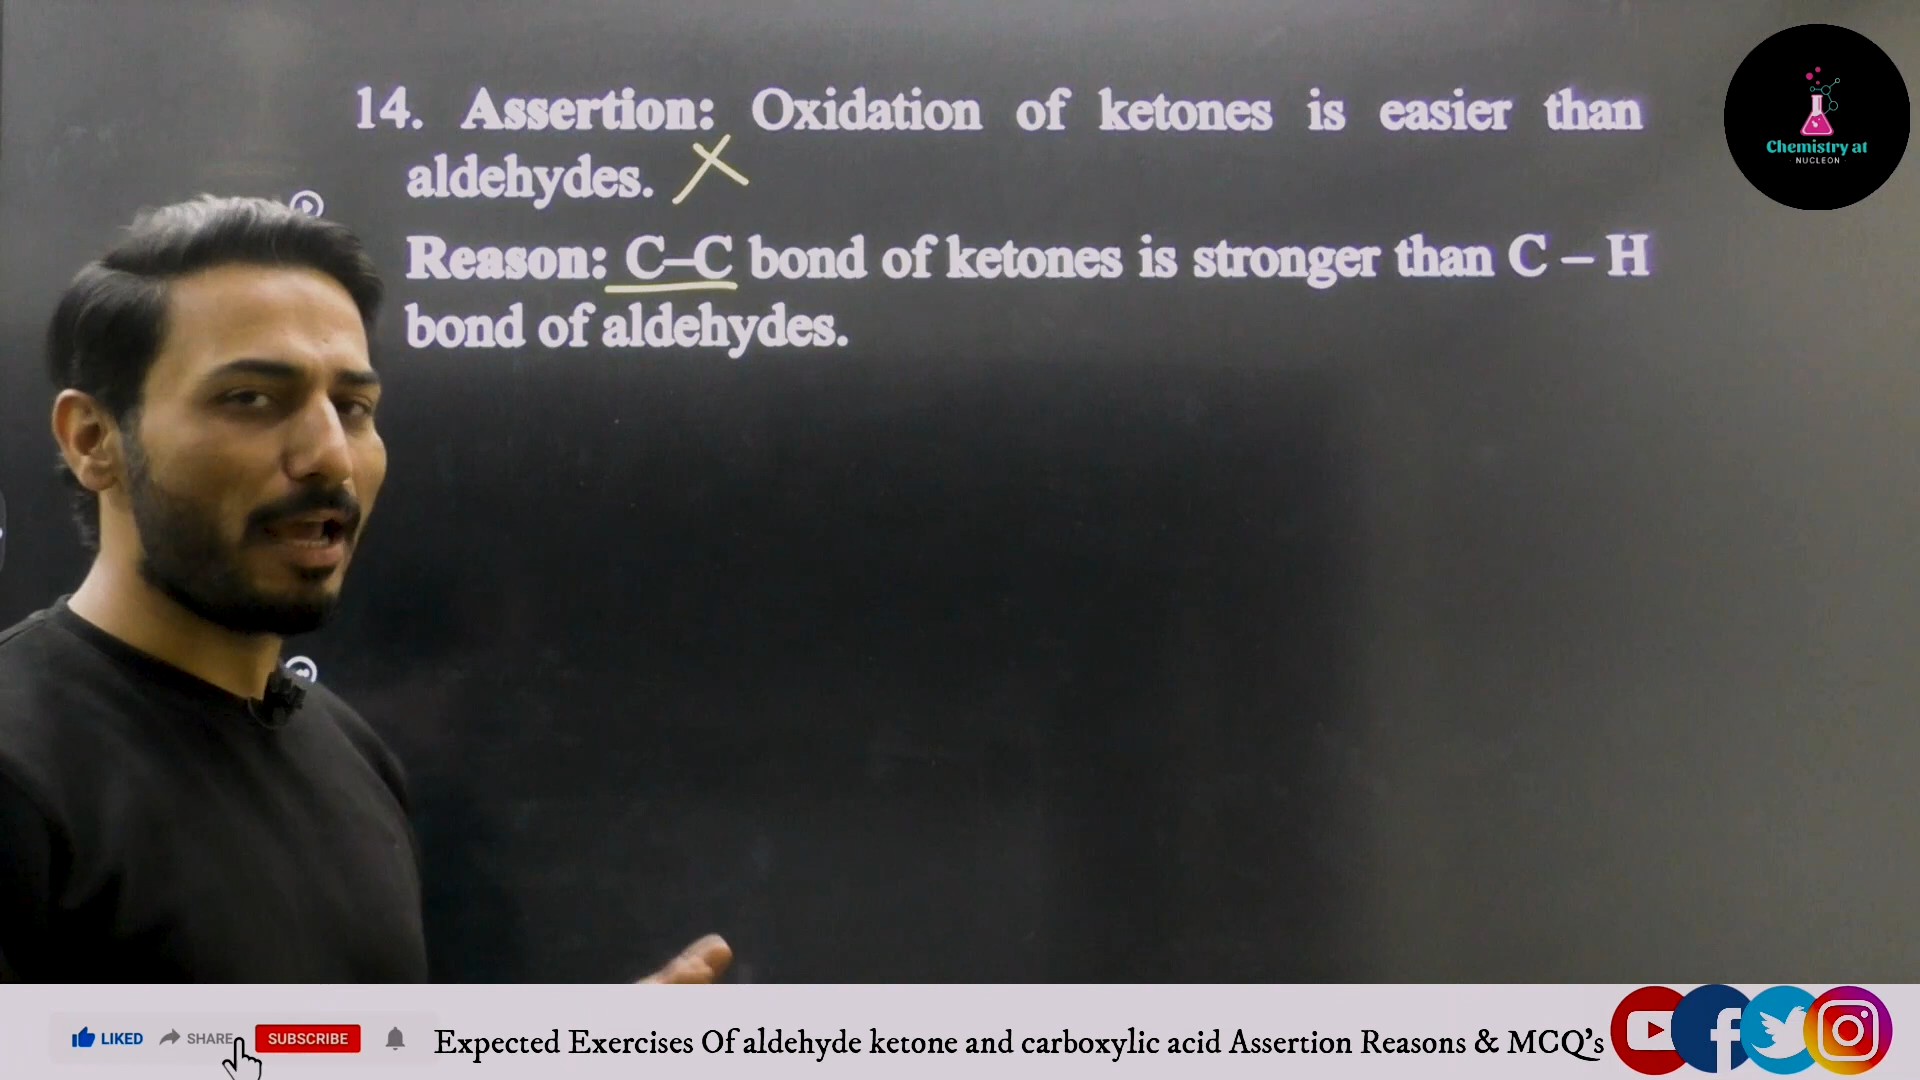 14. Assertion: Oxidation of ketones is easier than
aldehydes. ✗
Reason: C–C bond of ketones is stronger than C – H
bond of aldehydes.
Chemistry at
· NUCLEON ·
LIKED SHARE SUBSCRIBE
Expected Exercises Of aldehyde ketone and carboxylic acid Assertion Reasons & MCQ's